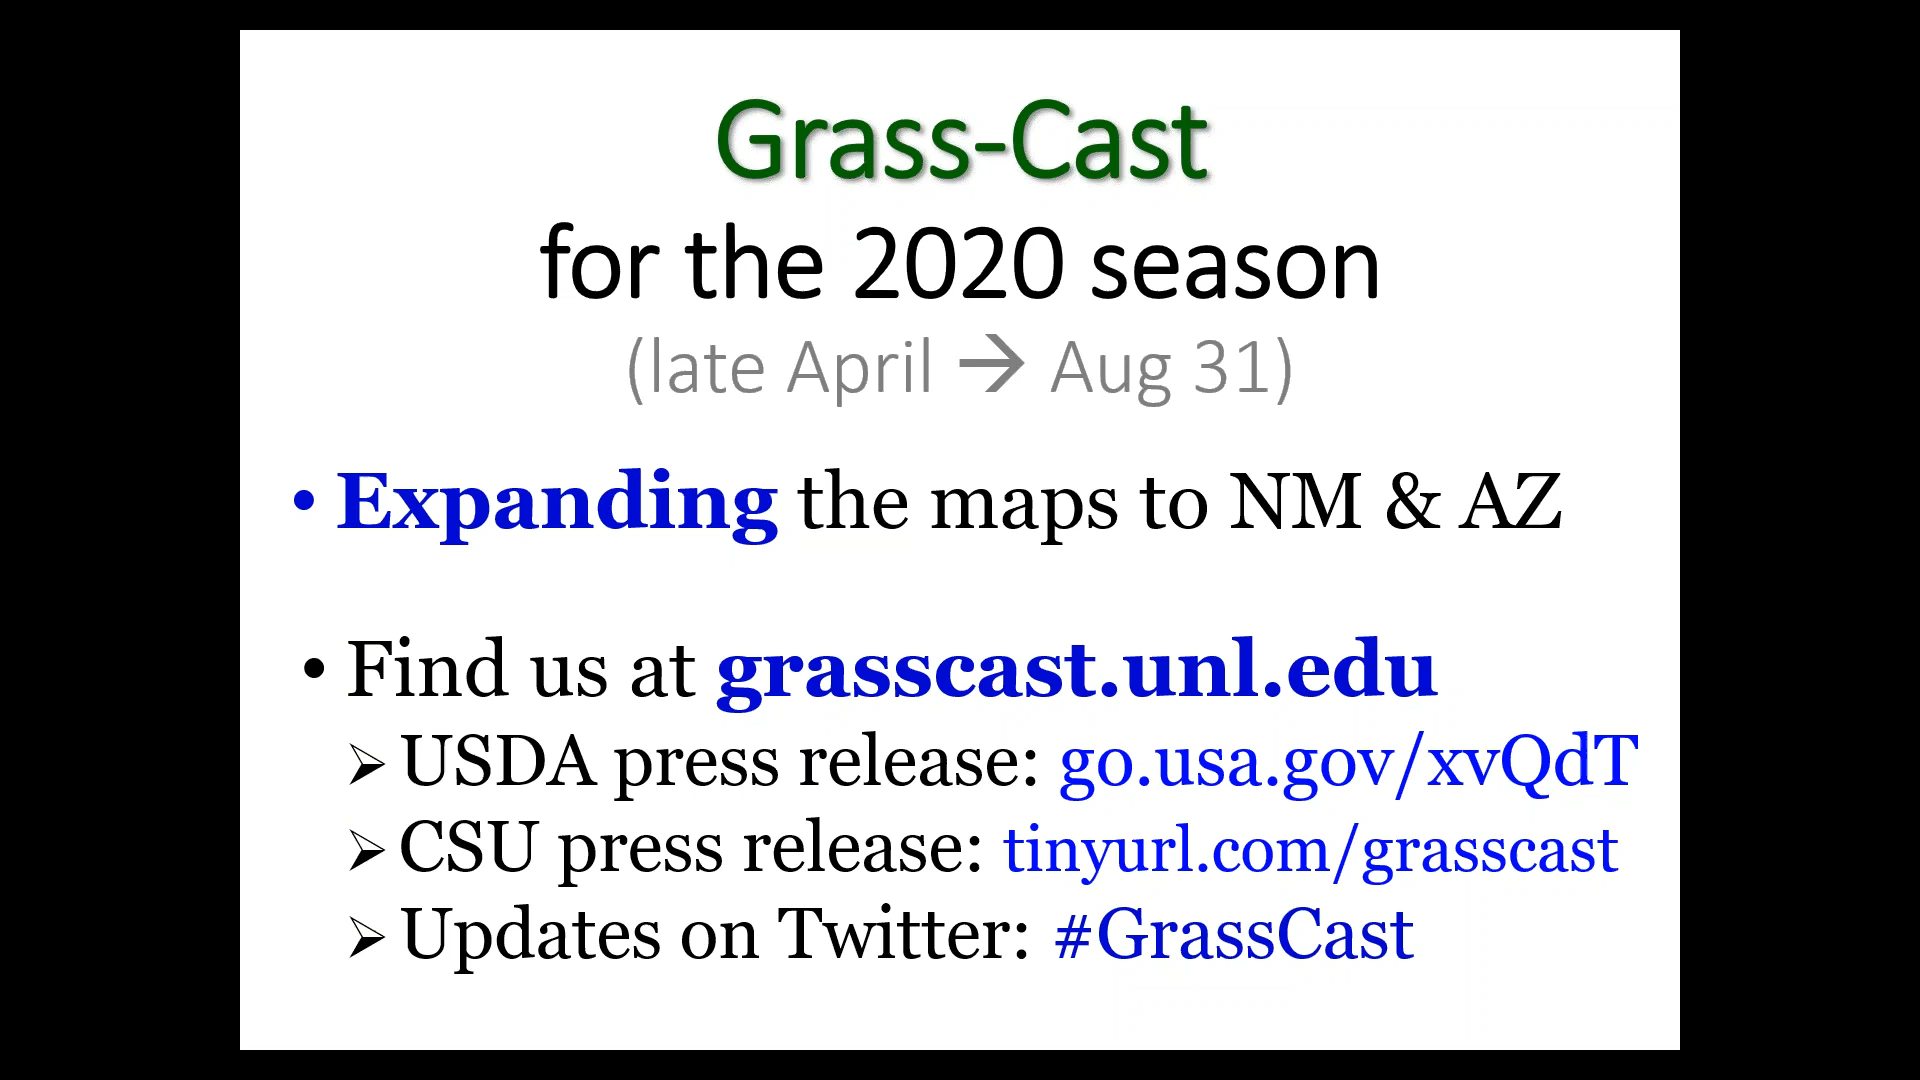 Grass-Cast
for the 2020 season
(late April → Aug 31)
• Expanding the maps to NM & AZ
• Find us at grasscast.unl.edu
➢ USDA press release: go.usa.gov/xvQdT
➢ CSU press release: tinyurl.com/grasscast
➢ Updates on Twitter: #GrassCast